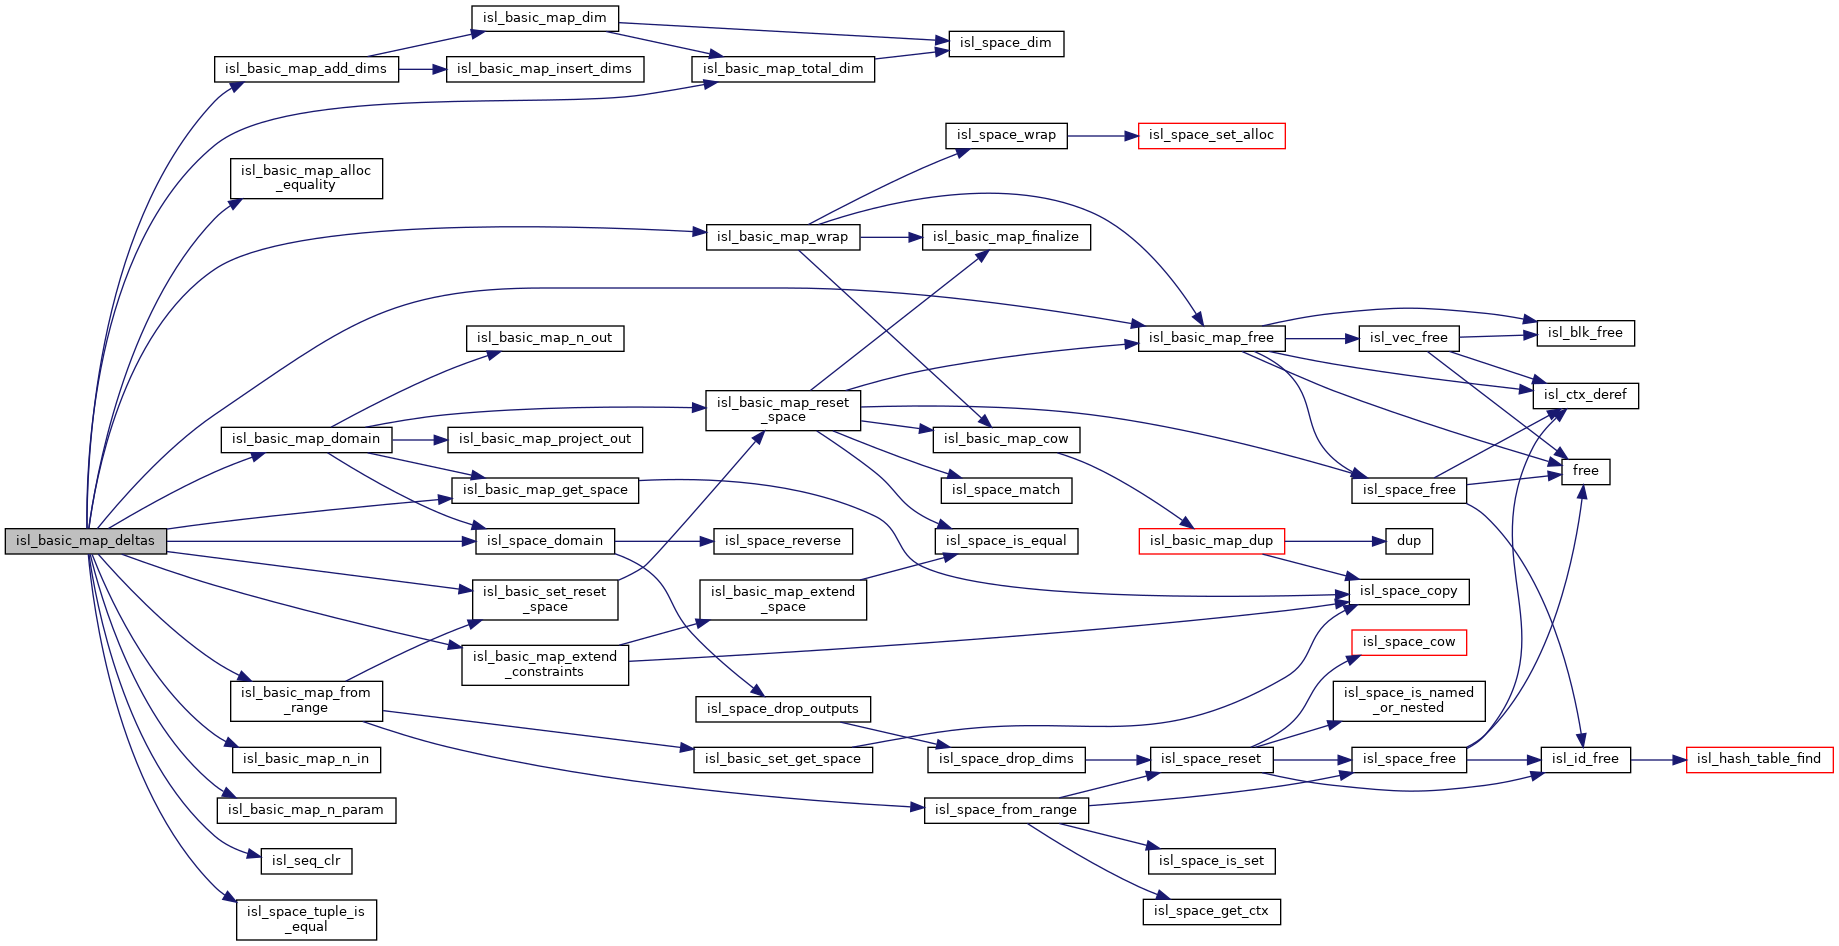 isl_basic_map_deltas
isl_basic_map_add_dims
isl_basic_map_dim
isl_basic_map_insert_dims
isl_basic_map_total_dim
isl_space_dim
isl_basic_map_alloc
_equality
isl_basic_map_wrap
isl_space_wrap
isl_space_set_alloc
isl_basic_map_finalize
isl_basic_map_free
isl_vec_free
isl_blk_free
isl_ctx_deref
free
isl_space_free
isl_basic_map_domain
isl_basic_map_n_out
isl_basic_map_project_out
isl_basic_map_get_space
isl_space_domain
isl_basic_map_reset
_space
isl_basic_map_cow
isl_space_match
isl_space_is_equal
isl_space_reverse
isl_basic_map_dup
dup
isl_space_copy
isl_basic_set_reset
_space
isl_basic_map_extend
_space
isl_basic_map_extend
_constraints
isl_basic_map_from
_range
isl_space_drop_outputs
isl_basic_set_get_space
isl_space_drop_dims
isl_space_from_range
isl_space_cow
isl_space_is_named
_or_nested
isl_space_reset
isl_space_free
isl_id_free
isl_hash_table_find
isl_space_is_set
isl_space_get_ctx
isl_basic_map_n_in
isl_basic_map_n_param
isl_seq_clr
isl_space_tuple_is
_equal